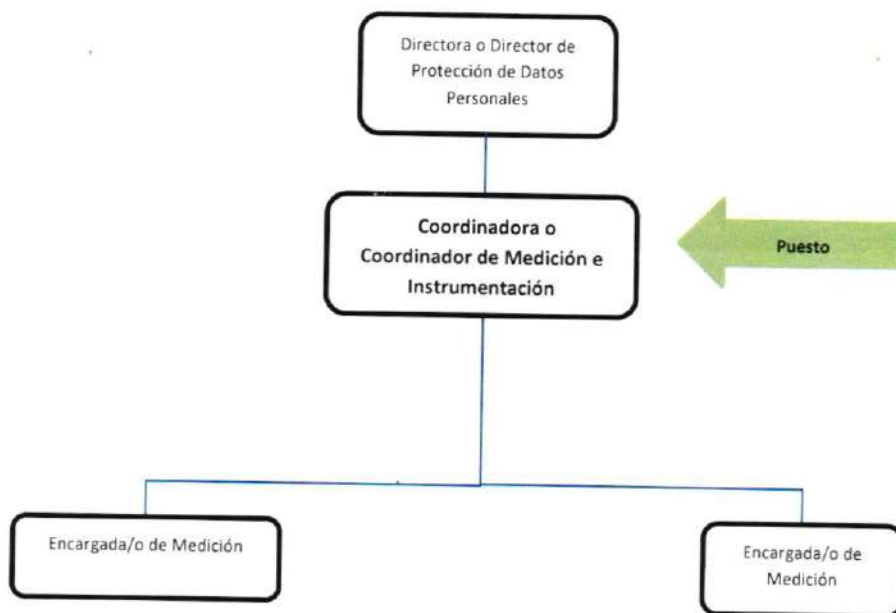 Directora o Director de
Protección de Datos
Personales
Coordinadora o
Coordinador de Medición e
Instrumentación
Puesto
Encargada/o de Medición
Encargada/o de
Medición